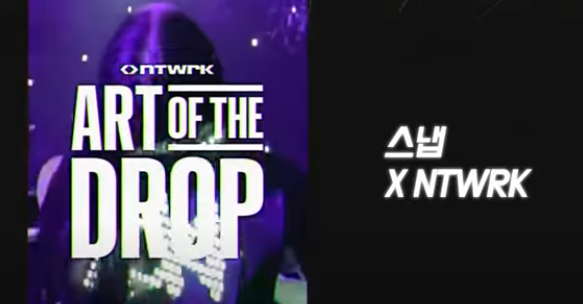 NTWRK
ART OF THE
DROP
스냅
X NTWRK